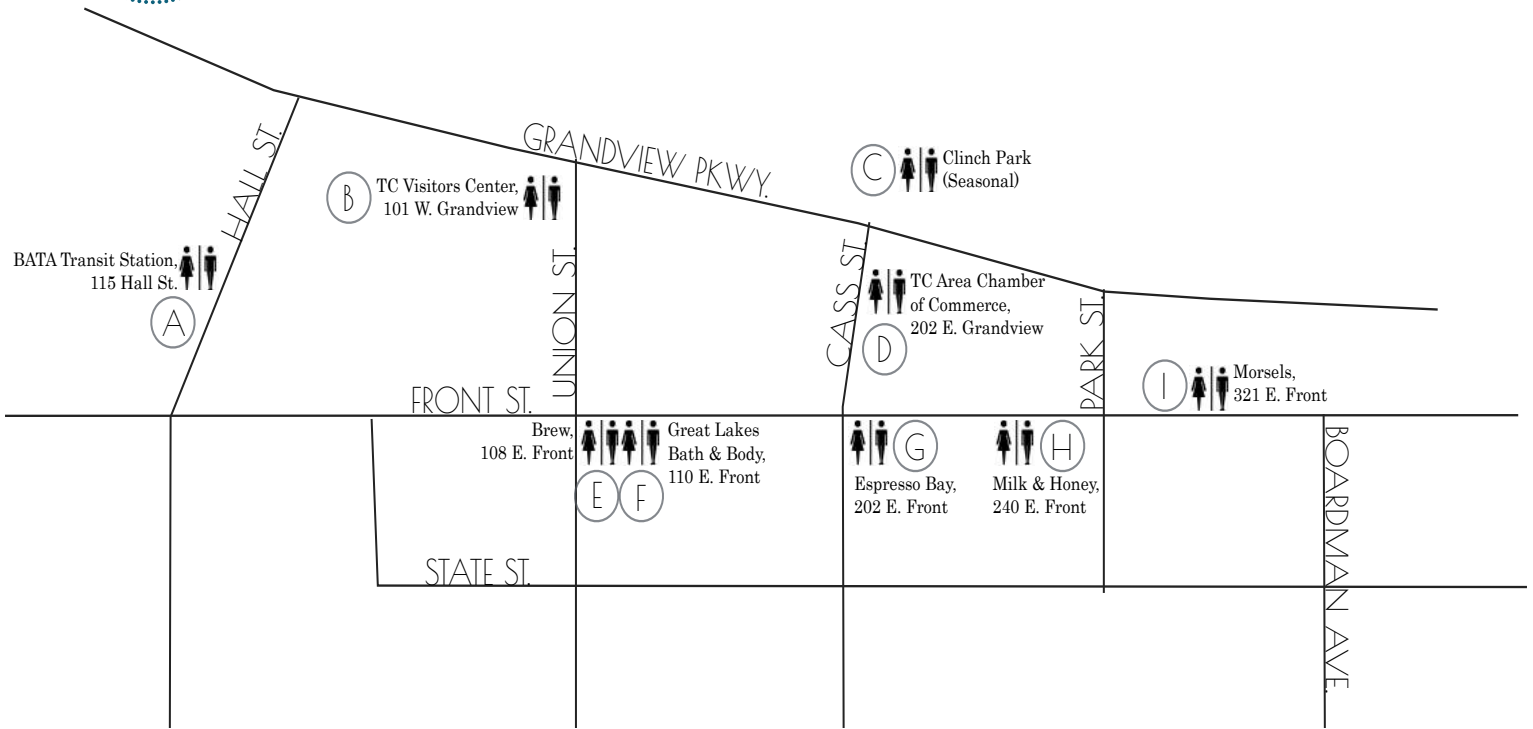 GRANDVIEW PKWY.
HALL ST.
C
Clinch Park
(Seasonal)
B
TC Visitors Center,
101 W. Grandview
BATA Transit Station,
115 Hall St.
A
UNION ST.
CASS ST.
TC Area Chamber
of Commerce,
202 E. Grandview
D
PARK ST.
I
Morsels,
321 E. Front
FRONT ST.
Brew,
108 E. Front
E
F
Great Lakes
Bath & Body,
110 E. Front
G
Espresso Bay,
202 E. Front
H
Milk & Honey,
240 E. Front
STATE ST.
BOARDMAN AVE.